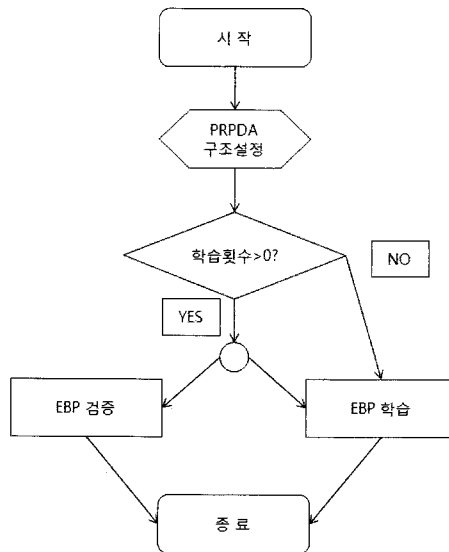 시 작
PRPDA
구조설정
학습횟수>0?
NO
YES
EBP 검증
EBP 학습
종 료